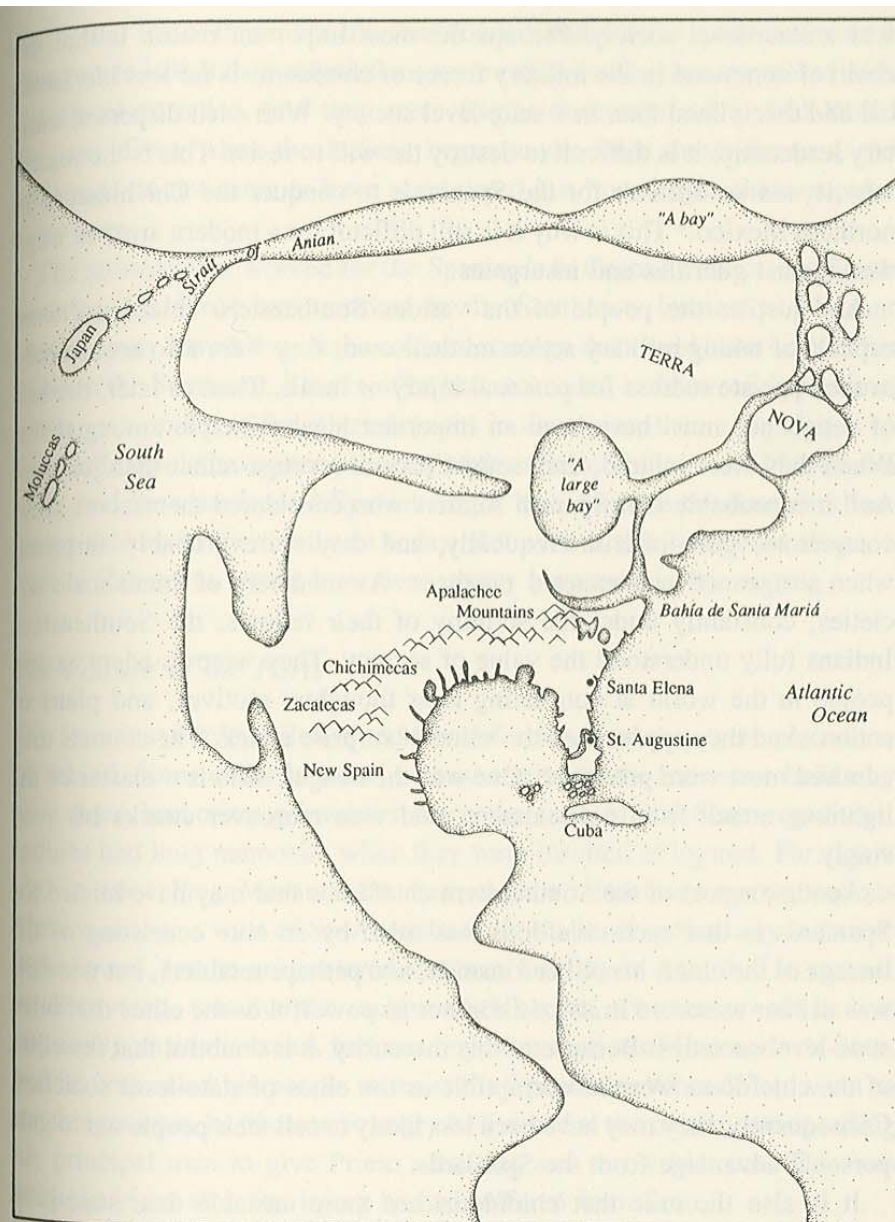 "A bay"
Strait of Anian
Japan
TERRA
NOVA
Moluccas
South
Sea
"A
large
bay"
Apalachee
Mountains
Bahía de Santa Mariá
Chichimecas
Santa Elena
Zacatecas
Atlantic
Ocean
St. Augustine
New Spain
Cuba